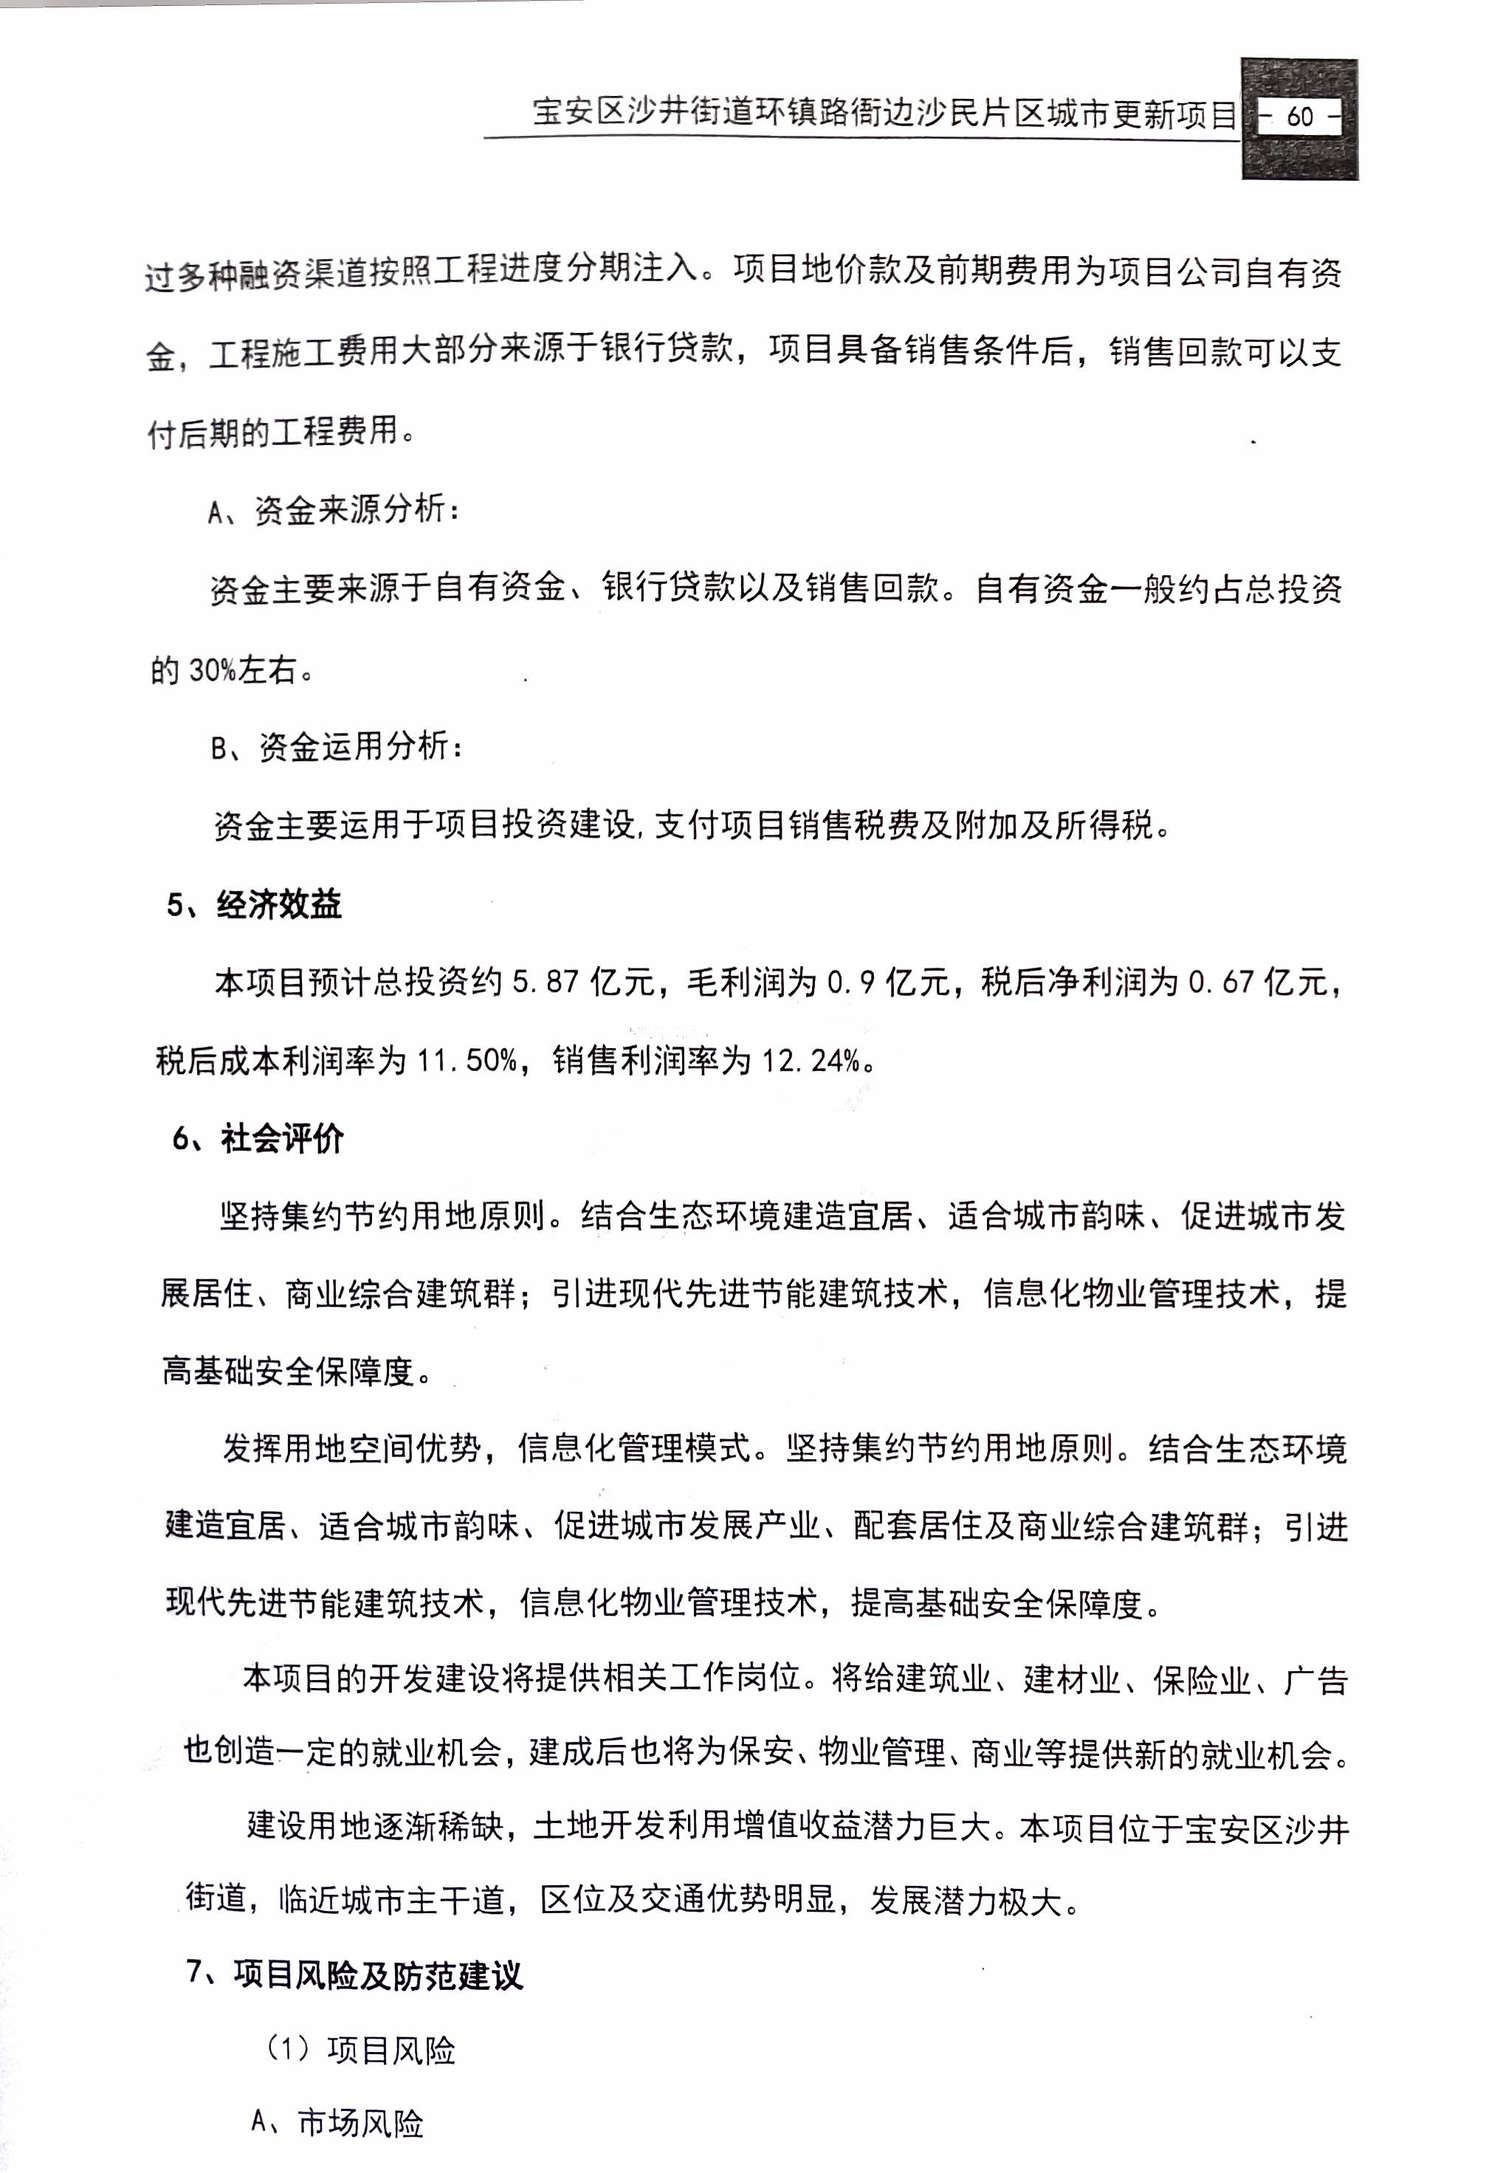 宝安区沙井街道环镇路衙边沙民片区城市更新项目 - 60 -
过多种融资渠道按照工程进度分期注入。项目地价款及前期费用为项目公司自有资
金，工程施工费用大部分来源于银行贷款，项目具备销售条件后，销售回款可以支
付后期的工程费用。
A、资金来源分析：
资金主要来源于自有资金、银行贷款以及销售回款。自有资金一般约占总投资
的 30%左右。
B、资金运用分析：
资金主要运用于项目投资建设,支付项目销售税费及附加及所得税。
5、经济效益
本项目预计总投资约 5.87 亿元，毛利润为 0.9 亿元，税后净利润为 0.67 亿元，
税后成本利润率为 11.50%，销售利润率为 12.24%。
6、社会评价
坚持集约节约用地原则。结合生态环境建造宜居、适合城市韵味、促进城市发
展居住、商业综合建筑群；引进现代先进节能建筑技术，信息化物业管理技术，提
高基础安全保障度。
发挥用地空间优势，信息化管理模式。坚持集约节约用地原则。结合生态环境
建造宜居、适合城市韵味、促进城市发展产业、配套居住及商业综合建筑群；引进
现代先进节能建筑技术，信息化物业管理技术，提高基础安全保障度。
本项目的开发建设将提供相关工作岗位。将给建筑业、建材业、保险业、广告
也创造一定的就业机会，建成后也将为保安、物业管理、商业等提供新的就业机会。
建设用地逐渐稀缺，土地开发利用增值收益潜力巨大。本项目位于宝安区沙井
街道，临近城市主干道，区位及交通优势明显，发展潜力极大。
7、项目风险及防范建议
（1）项目风险
A、市场风险